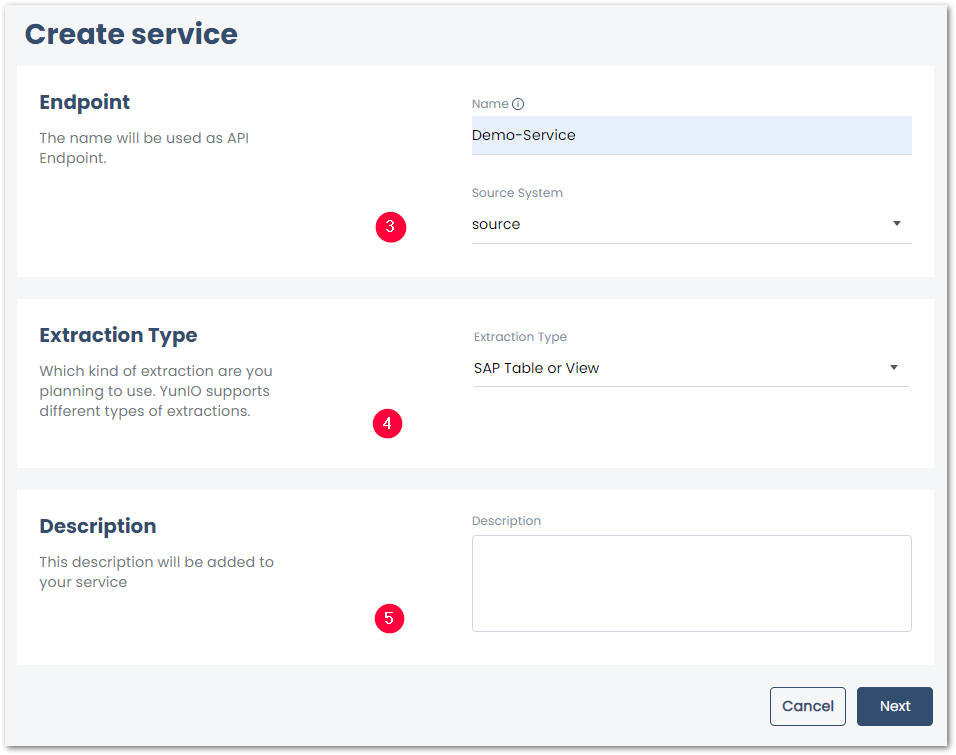 Create service
Endpoint
The name will be used as API
Endpoint.
Name
Demo-Service
Source System
3
source
Extraction Type
Which kind of extraction are you
planning to use. YunIO supports
different types of extractions.
Extraction Type
SAP Table or View
4
Description
This description will be added to
your service
Description
5
Cancel
Next